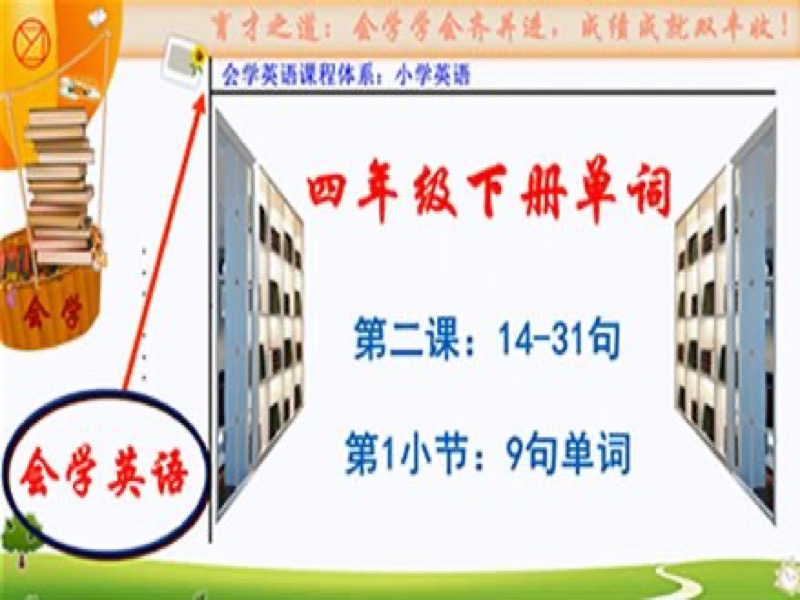 育才之道：会学学会齐并进，成绩成就双丰收！
会学英语课程体系：小学英语
四年级下册单词
第二课：14-31句
第1小节：9句单词
会学
会学英语